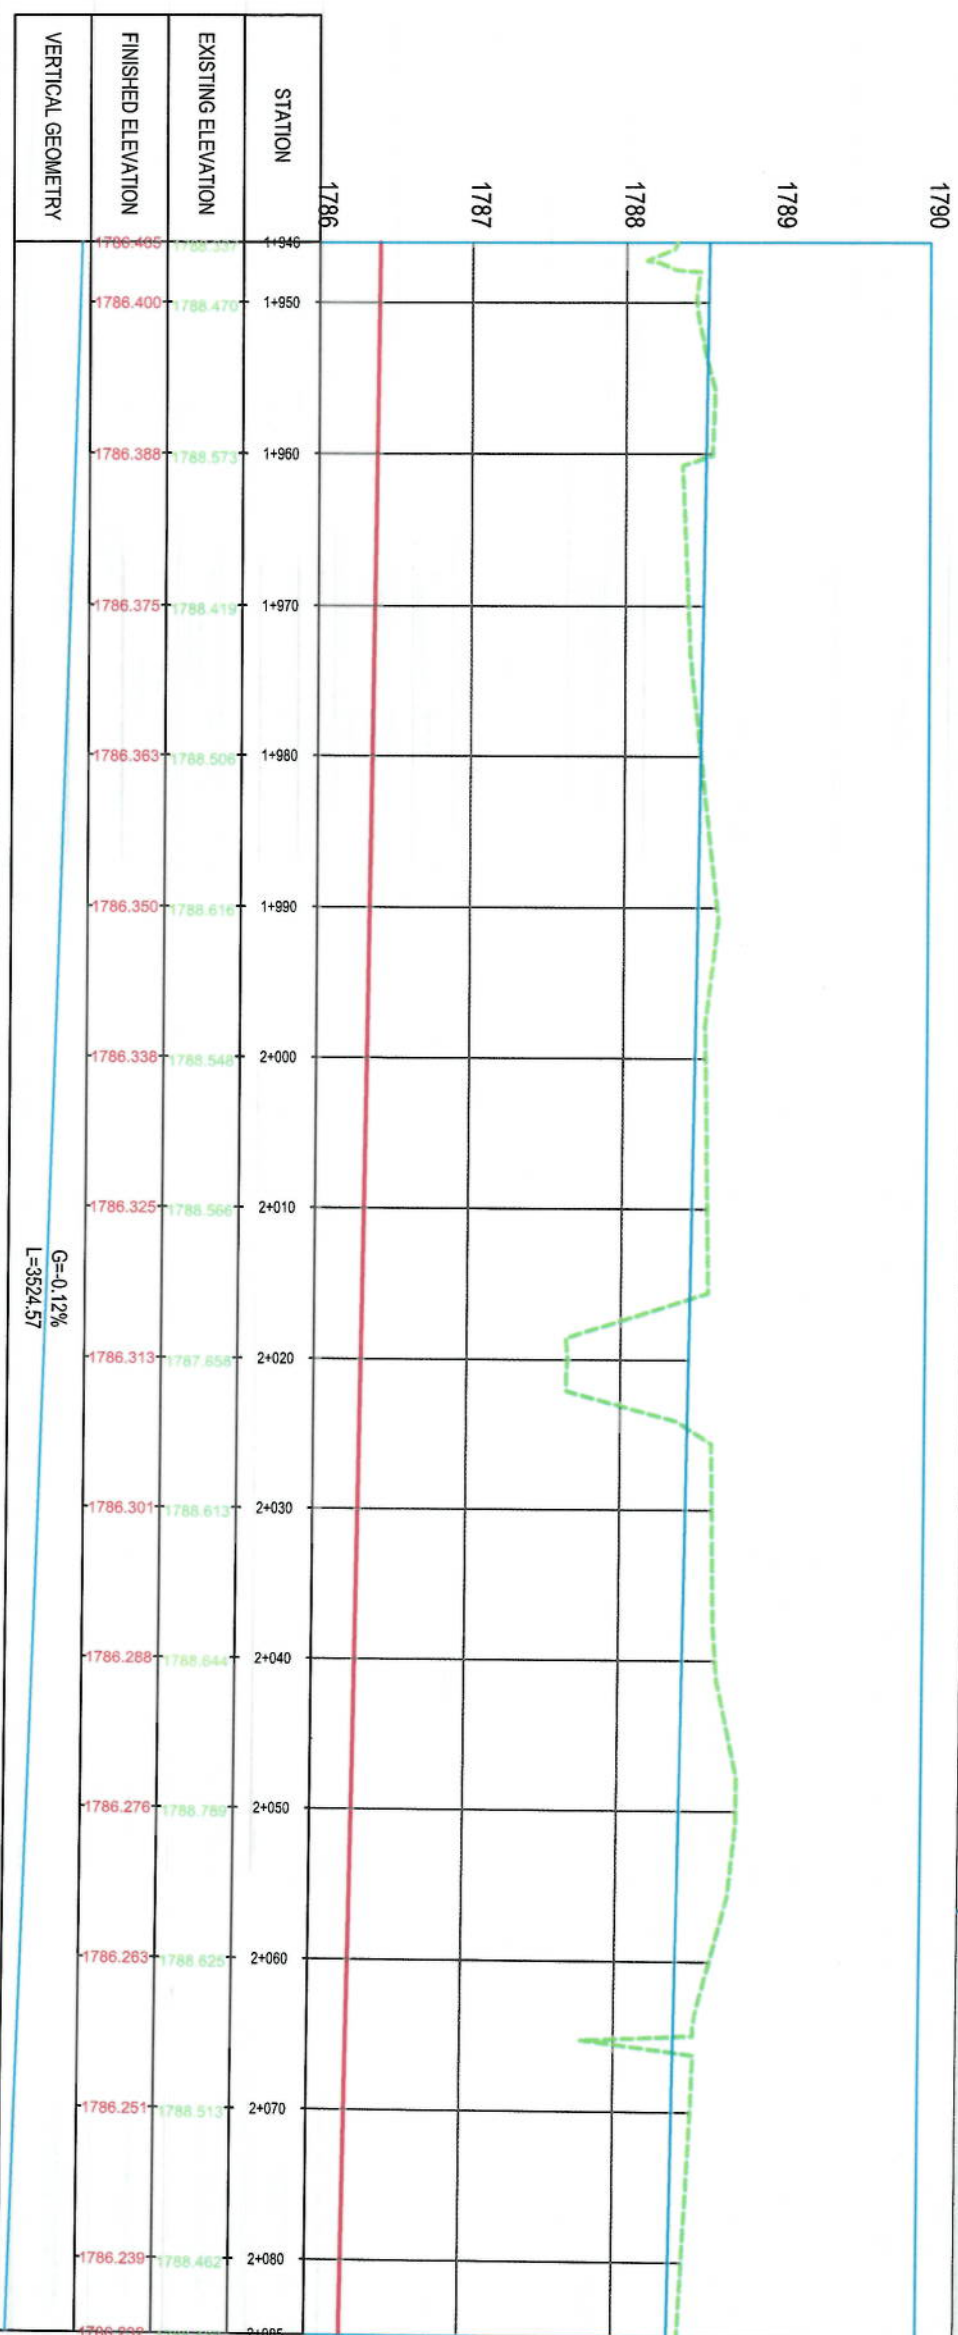 1790
1789
1788
1787
1786
STATION 1+946 1+950 1+960 1+970 1+980 1+990 2+000 2+010 2+020 2+030 2+040 2+050 2+060 2+070 2+080
EXISTING ELEVATION 1788.470 1788.573 1788.419 1788.506 1788.616 1788.548 1788.566 1787.658 1788.613 1788.644 1788.789 1788.625 1788.513 1788.462
FINISHED ELEVATION 1786.405 1786.400 1786.388 1786.375 1786.363 1786.350 1786.338 1786.325 1786.313 1786.301 1786.288 1786.276 1786.263 1786.251 1786.239
VERTICAL GEOMETRY
G=-0.12%
L=3524.57